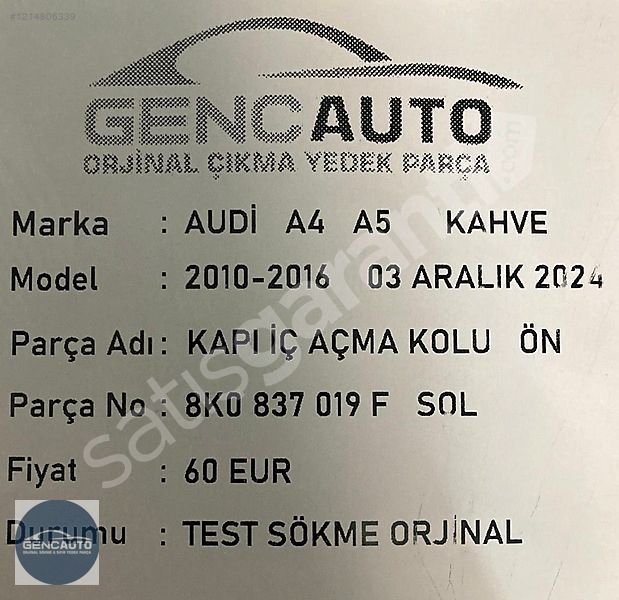 #1214806339
GENCAUTO
ORJİNAL ÇIKMA YEDEK PARÇA
Marka : AUDİ A4 A5 KAHVE
Model : 2010-2016 03 ARALIK 2024
Parça Adı : KAPI İÇ AÇMA KOLU ÖN
Parça No : 8K0 837 019 F SOL
Fiyat : 60 EUR
Durumu : TEST SÖKME ORJİNAL
GENCAUTO
satisgaranti.com